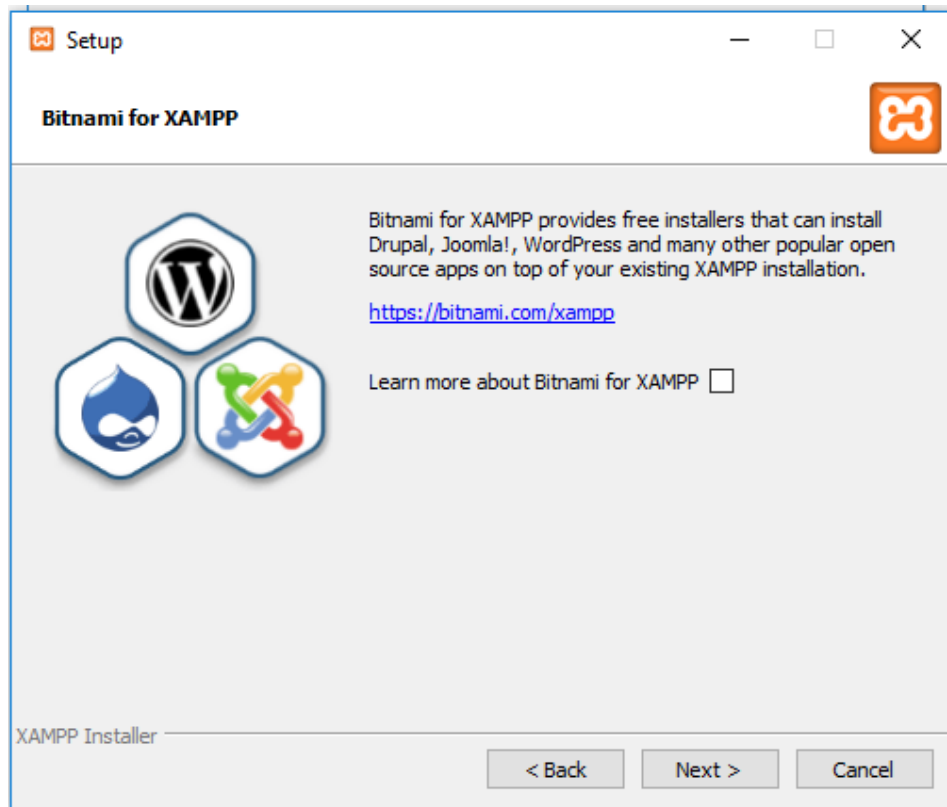 Setup
Bitnami for XAMPP
Bitnami for XAMPP provides free installers that can install
Drupal, Joomla!, WordPress and many other popular open
source apps on top of your existing XAMPP installation.
https://bitnami.com/xampp
Learn more about Bitnami for XAMPP
XAMPP Installer
< Back
Next >
Cancel